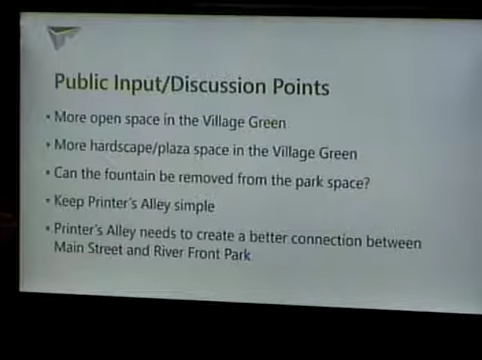 Public Input/Discussion Points
• More open space in the Village Green
• More hardscape/plaza space in the Village Green
• Can the fountain be removed from the park space?
• Keep Printer's Alley simple
• Printer's Alley needs to create a better connection between
Main Street and River Front Park